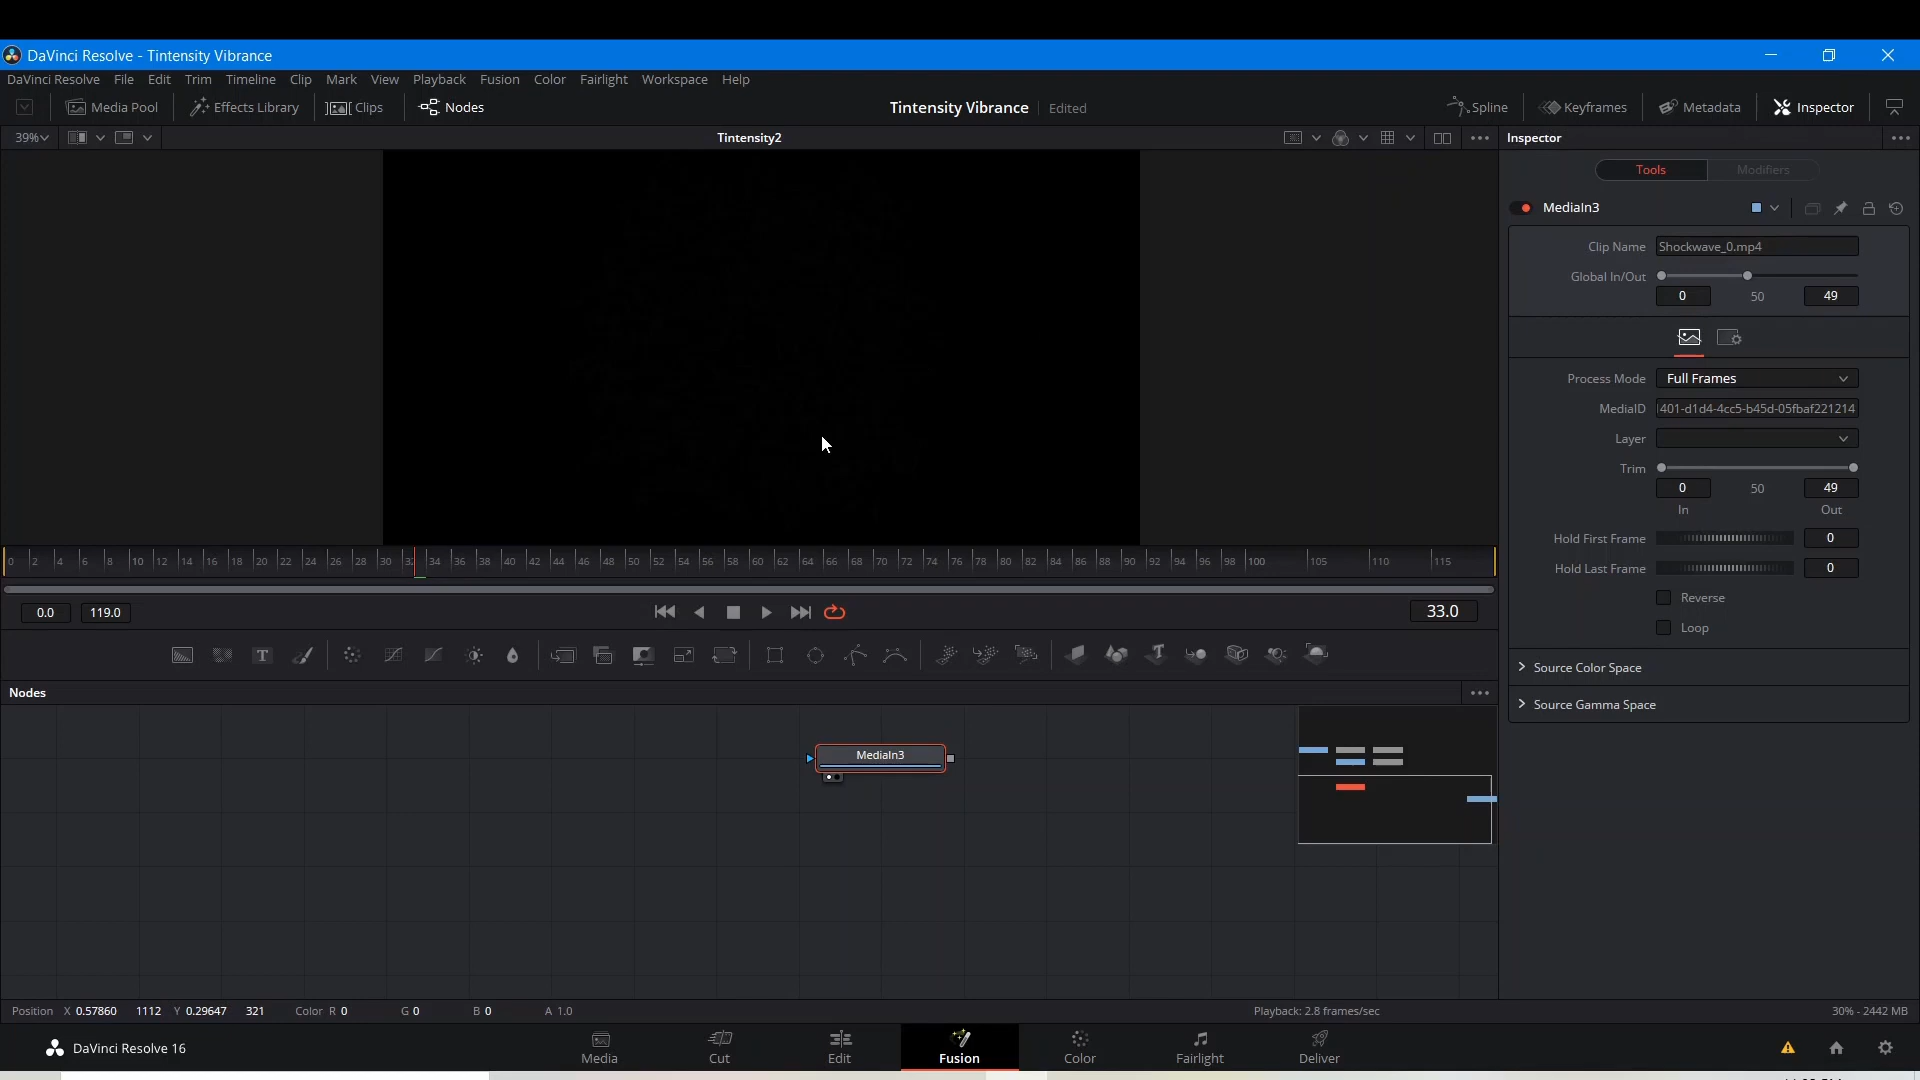 DaVinci Resolve - Tintensity Vibrance
DaVinci Resolve File Edit Trim Timeline Clip Mark View Playback Fusion Color Fairlight Workspace Help
Media Pool Effects Library Clips Nodes Tintensity Vibrance Edited Spline Keyframes Metadata Inspector
39% Tintensity2 Inspector
Tools Modifiers
MediaIn3
Clip Name Shockwave_0.mp4
Global In/Out
0 50 49
Process Mode Full Frames
MediaID 401-d1d4-4cc5-b45d-05fbaf221214
Layer
Trim
0 50 49
In Out
Hold First Frame 0
Hold Last Frame 0
Reverse
Loop
Source Color Space
Source Gamma Space
0 2 4 6 8 10 12 14 16 18 20 22 24 26 28 30 32 34 36 38 40 42 44 46 48 50 52 54 56 58 60 62 64 66 68 70 72 74 76 78 80 82 84 86 88 90 92 94 96 98 100 105 110 115
0.0 119.0 33.0
Nodes
MediaIn3
Position X 0.57860 1112 Y 0.29647 321 Color R 0 G 0 B 0 A 1.0 Playback: 2.8 frames/sec 30% - 2442 MB
DaVinci Resolve 16 Media Cut Edit Fusion Color Fairlight Deliver